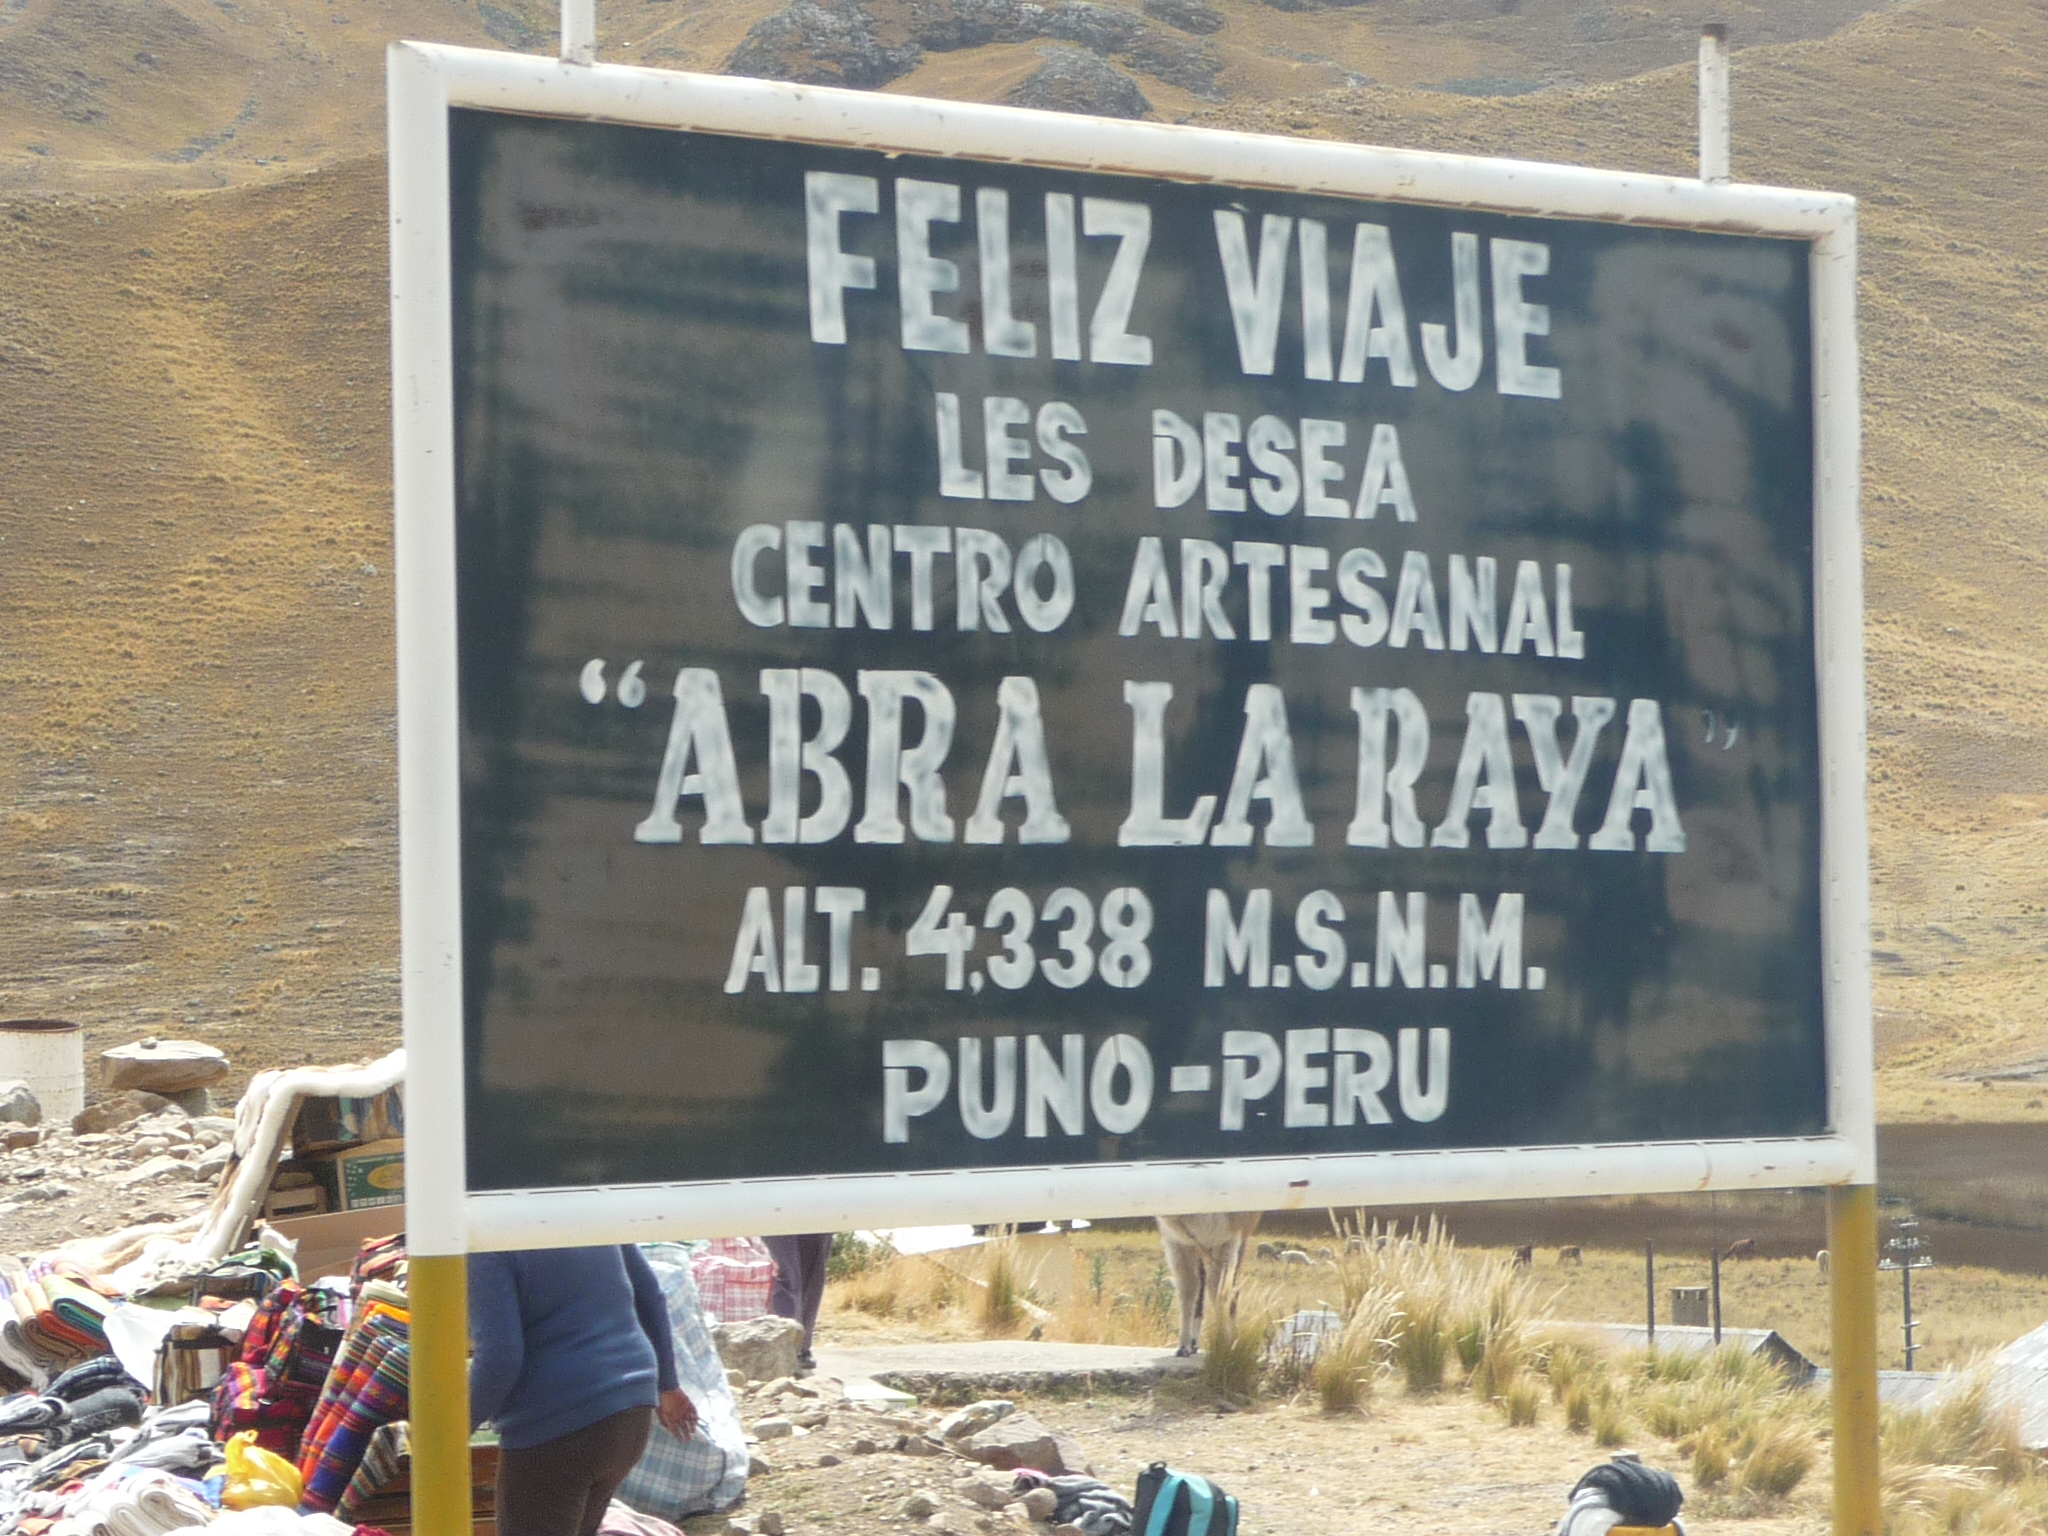 FELIZ VIAJE
LES DESEA
CENTRO ARTESANAL
“ABRA LA RAYA”
ALT. 4,338 M.S.N.M.
PUNO-PERU